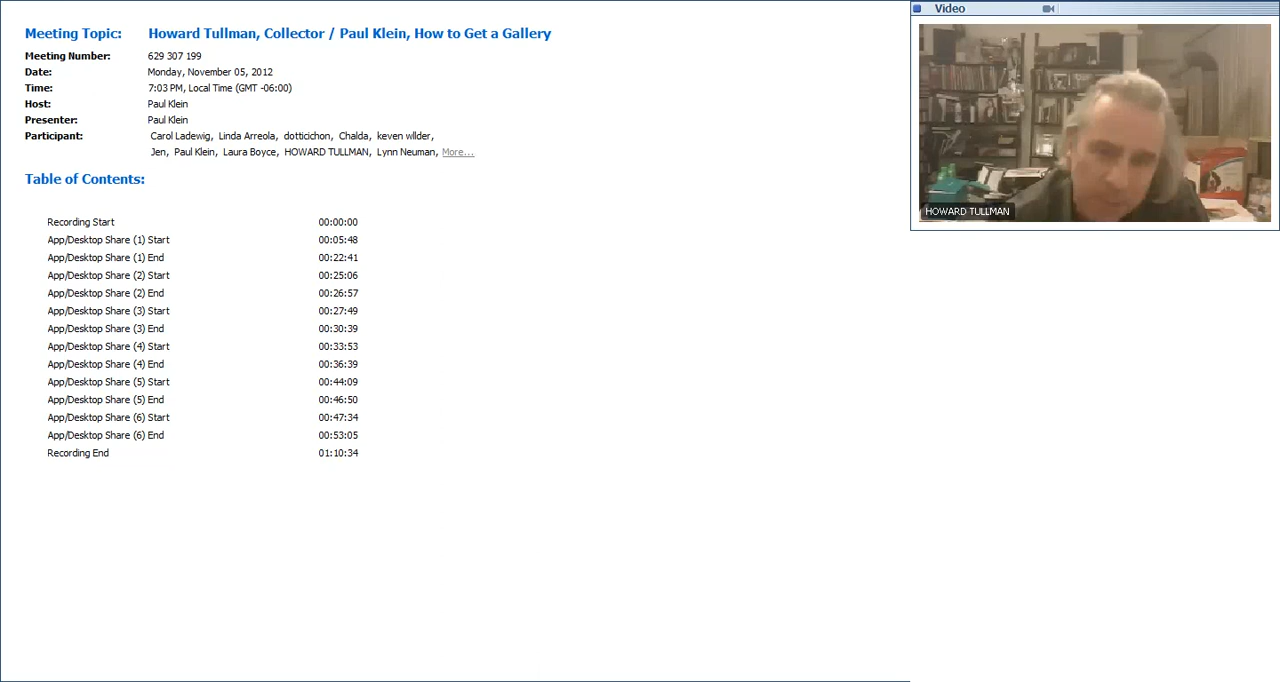 Meeting Topic: Howard Tullman, Collector / Paul Klein, How to Get a Gallery
Meeting Number: 629 307 199
Date: Monday, November 05, 2012
Time: 7:03 PM, Local Time (GMT -06:00)
Host: Paul Klein
Presenter: Paul Klein
Participant: Carol Ladewig, Linda Arreola, dotticichon, Chalda, keven wilder,
Jen, Paul Klein, Laura Boyce, HOWARD TULLMAN, Lynn Neuman, More...
Table of Contents:
Recording Start 00:00:00
App/Desktop Share (1) Start 00:05:48
App/Desktop Share (1) End 00:22:41
App/Desktop Share (2) Start 00:25:06
App/Desktop Share (2) End 00:26:57
App/Desktop Share (3) Start 00:27:49
App/Desktop Share (3) End 00:30:39
App/Desktop Share (4) Start 00:33:53
App/Desktop Share (4) End 00:36:39
App/Desktop Share (5) Start 00:44:09
App/Desktop Share (5) End 00:46:50
App/Desktop Share (6) Start 00:47:34
App/Desktop Share (6) End 00:53:05
Recording End 01:10:34
Video
HOWARD TULLMAN